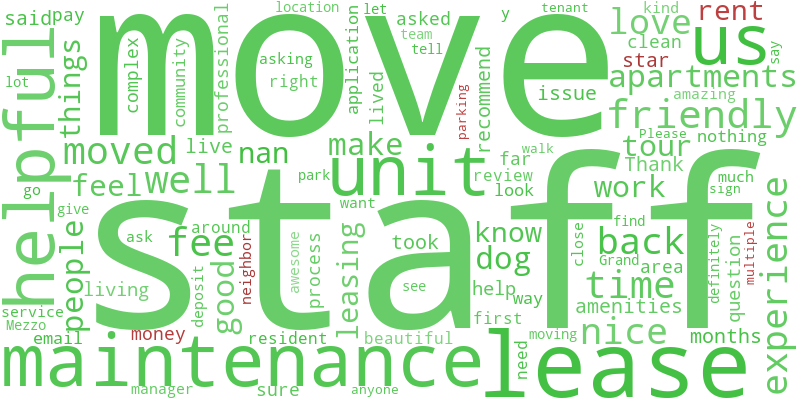 said
pay
things
complex
community
professional
location
asking
right
application
let
lived
asked
team
tell
y
tenant
recommend
parking
kind
love
clean
star
rent
us
say
lot
move
issue
apartments
amazing
friendly
helpful
moved
live
nan
make
unit
far
review
look
walk
tour
Please
nothing
Thank
go
feel
well
park
want
way
know
work
much
sign
give
people
around
ask
fee
took
dog
back
find
close
area
time
Grand
definitely
question
multiple
experience
staff
living
deposit
good
neighbor
awesome
process
leasing
see
help
first
amenities
nice
months
service
Mezzo
email
money
resident
beautiful
moving
need
maintenance
lease
manager
sure
anyone